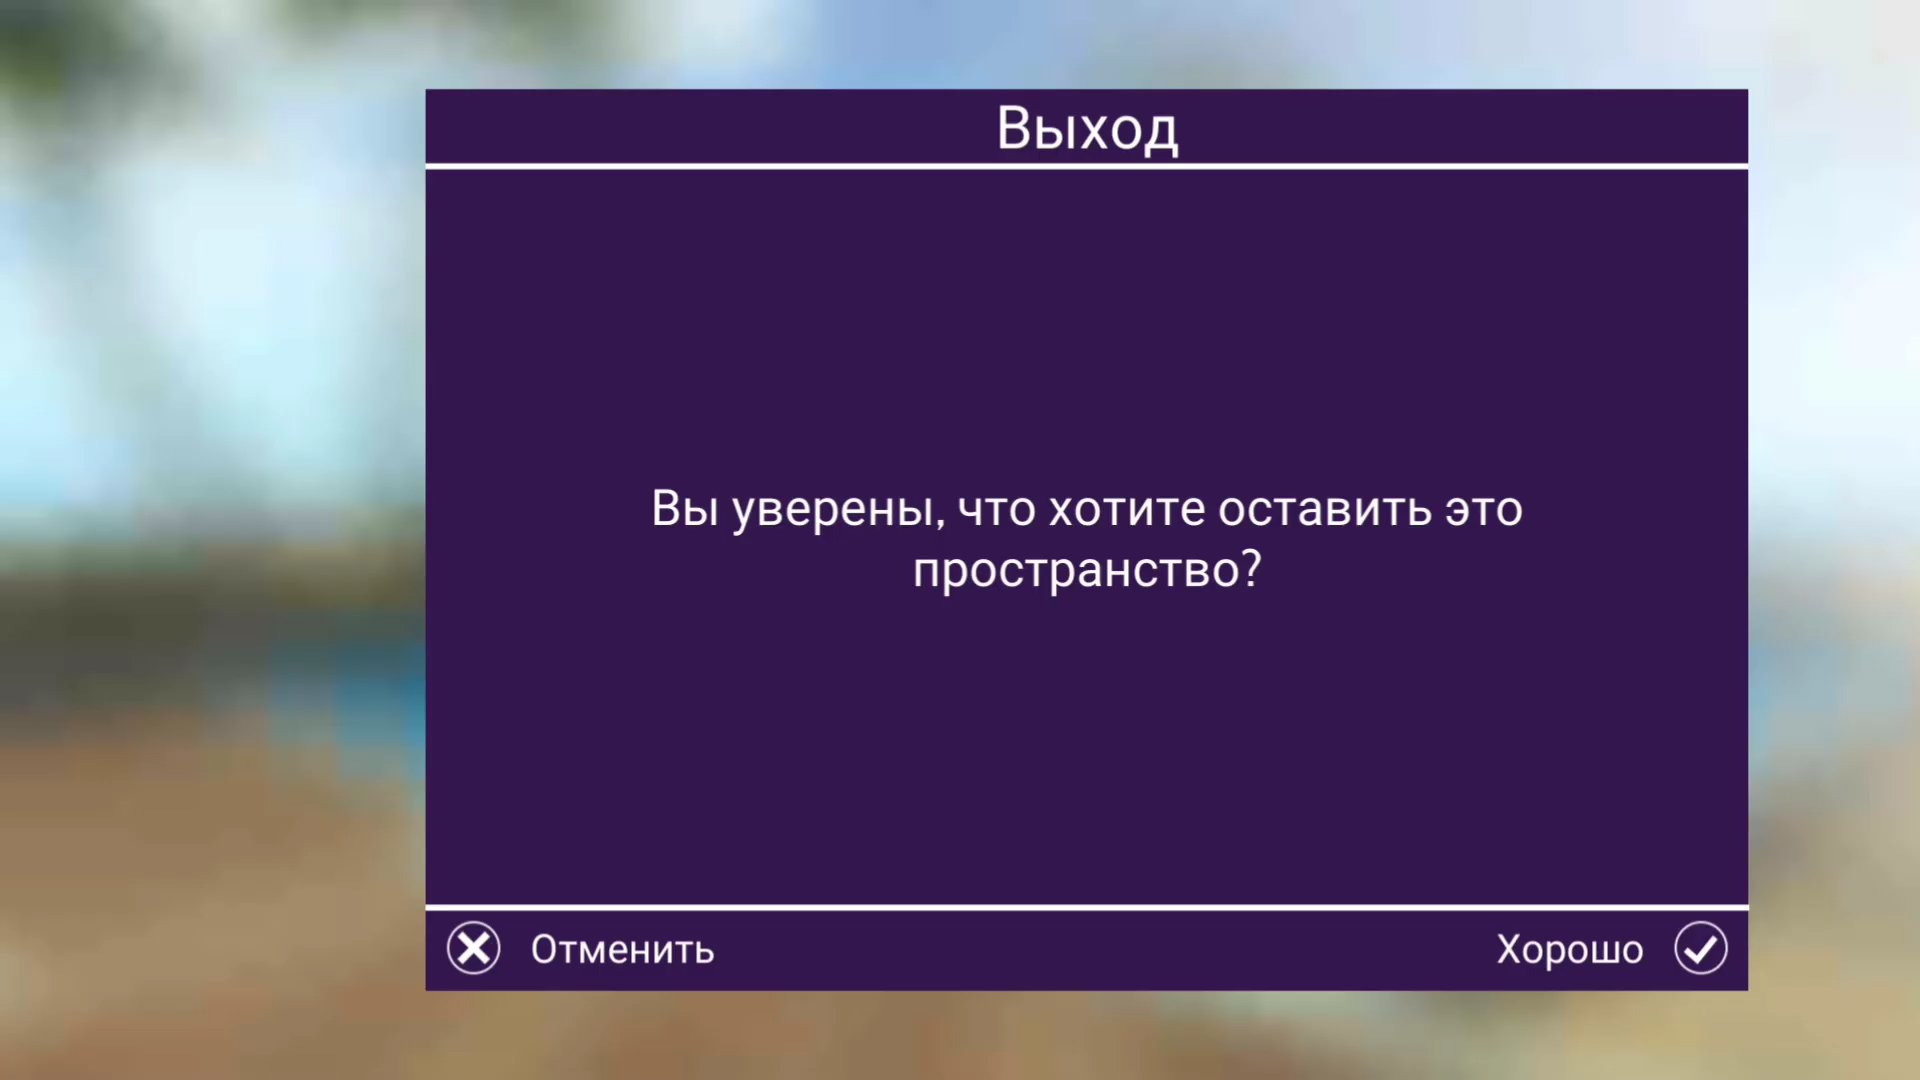 Выход
Вы уверены, что хотите оставить это
пространство?
Отменить
Хорошо